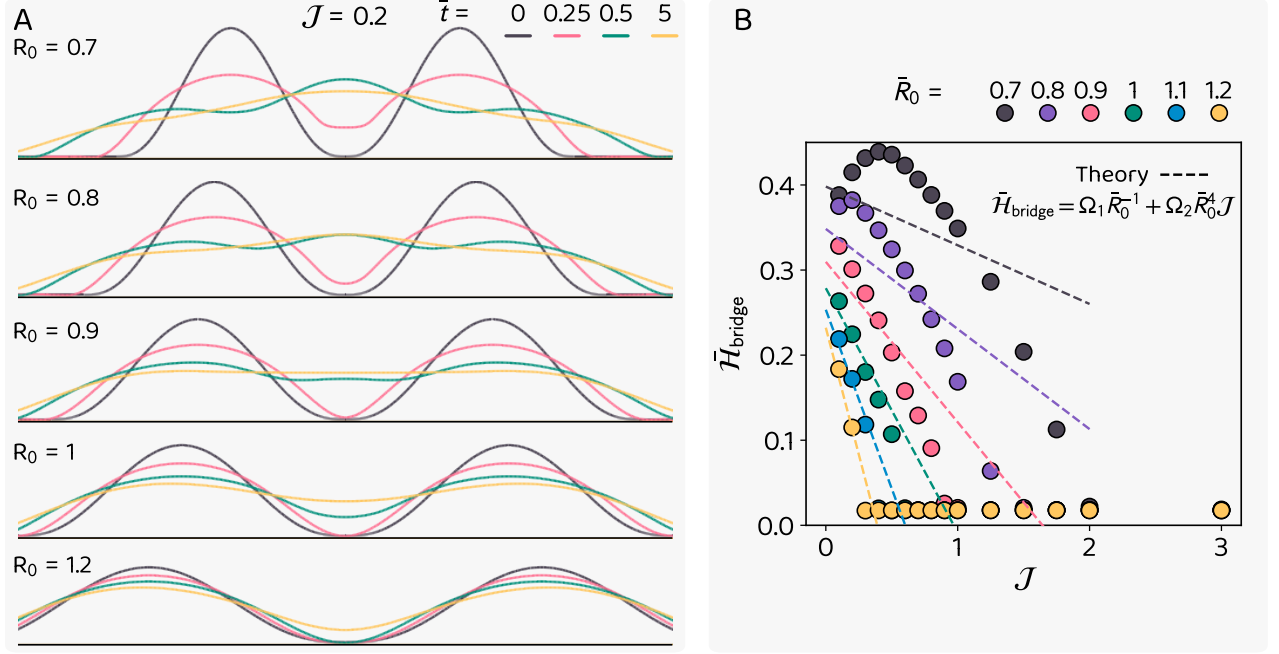 A
𝒥 = 0.2
t̄ =
0 0.25 0.5 5
R₀ = 0.7
R₀ = 0.8
R₀ = 0.9
R₀ = 1
R₀ = 1.2
B
R̄₀ =
0.7 0.8 0.9 1 1.1 1.2
Theory
ℋ̄bridge = Ω₁R̄₀⁻¹ + Ω₂R̄₀⁴𝒥
ℋ̄bridge
0.4
0.3
0.2
0.1
0.0
0 1 2 3
𝒥